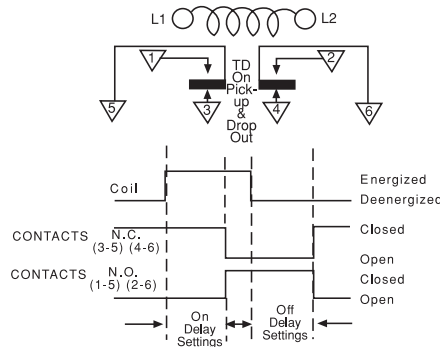 L1 L2
1 2
TD
On
Pick-
up
&
Drop
Out
5 3 4 6
Coil
Energized
Deenergized
CONTACTS N.C.
(3-5) (4-6)
Closed
Open
CONTACTS N.O.
(1-5) (2-6)
Closed
Open
On
Delay
Settings
Off
Delay
Settings